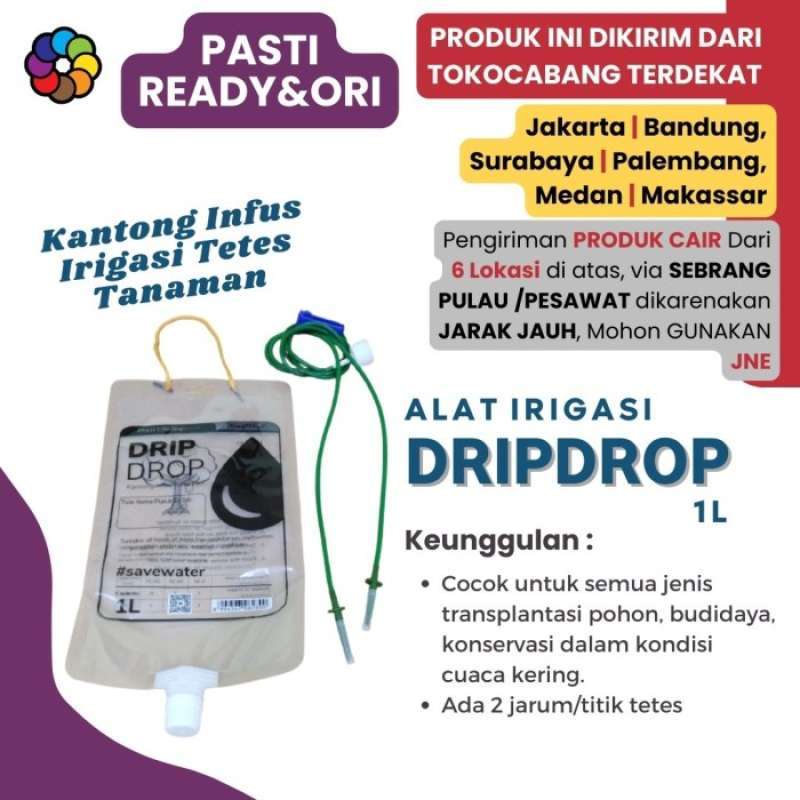 PASTI
READY&ORI
PRODUK INI DIKIRIM DARI
TOKOCABANG TERDEKAT
Jakarta | Bandung,
Surabaya | Palembang,
Medan | Makassar
Pengiriman PRODUK CAIR Dari
6 Lokasi di atas, via SEBRANG
PULAU /PESAWAT dikarenakan
JARAK JAUH, Mohon GUNAKAN
JNE
Kantong Infus
Irigasi Tetes
Tanaman
DRIP
DROP
#savewater
1L
ALAT IRIGASI
DRIPDROP
1L
Keunggulan :
• Cocok untuk semua jenis
transplantasi pohon, budidaya,
konservasi dalam kondisi
cuaca kering.
• Ada 2 jarum/titik tetes